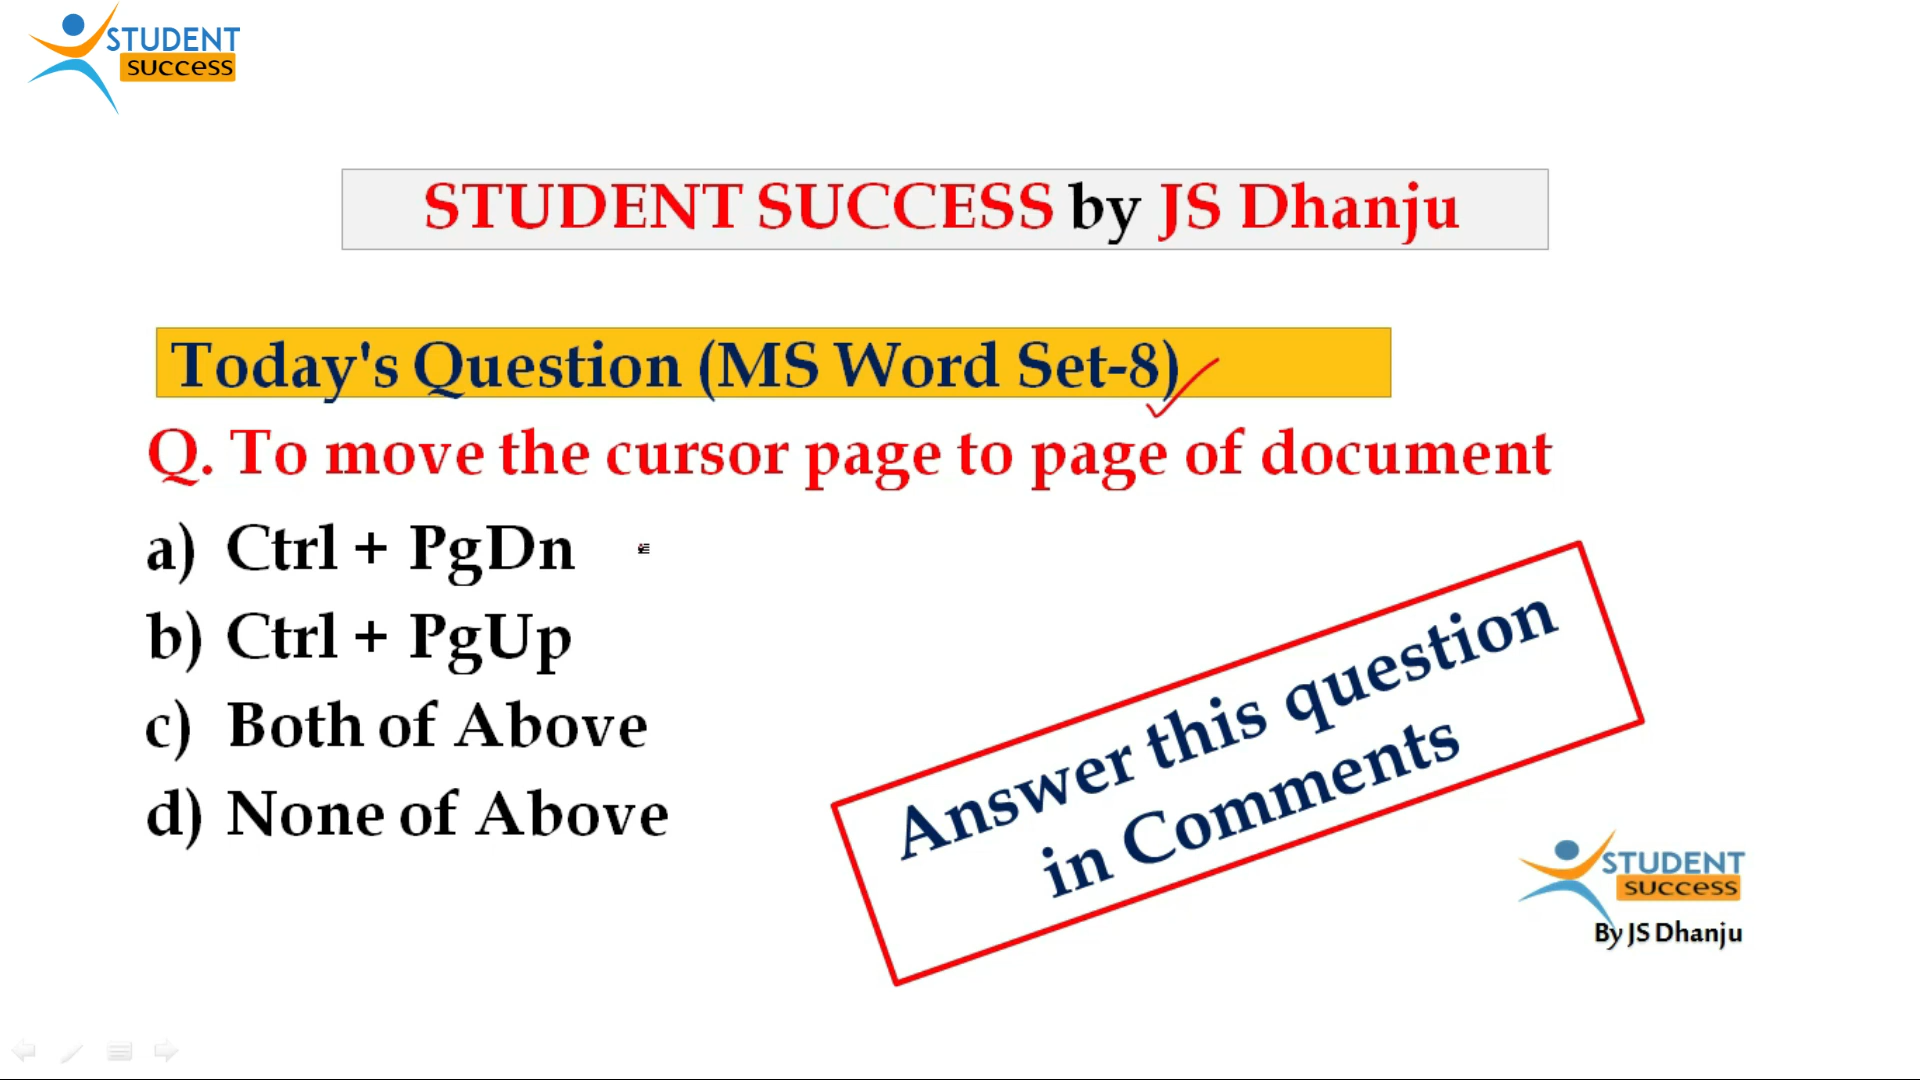 STUDENT
success
STUDENT SUCCESS by JS Dhanju
Today's Question (MS Word Set-8)
Q. To move the cursor page to page of document
a) Ctrl + PgDn
b) Ctrl + PgUp
c) Both of Above
d) None of Above
Answer this question
in Comments
STUDENT
success
By JS Dhanju